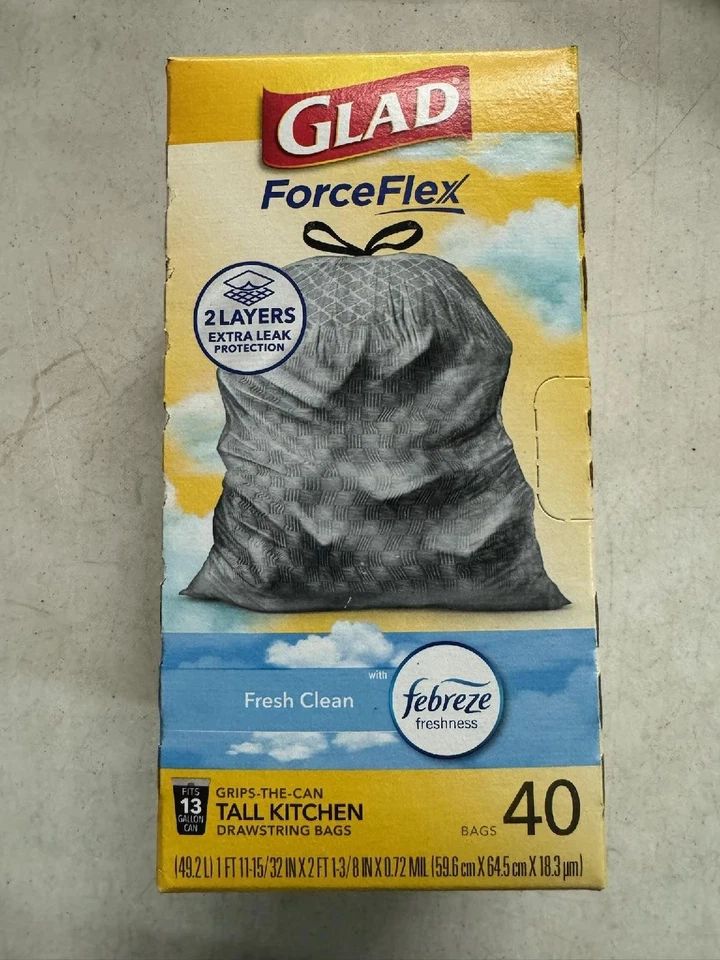 GLAD
ForceFlex
2 LAYERS
EXTRA LEAK
PROTECTION
Fresh Clean
with
febreze
freshness
FITS
13
GALLON
CAN
GRIPS-THE-CAN
TALL KITCHEN
DRAWSTRING BAGS
BAGS 40
(49.2 L) 1 FT 11-15/32 IN X 2 FT 1-3/8 IN X 0.72 MIL (59.6 cm X 64.5 cm X 18.3 µm)